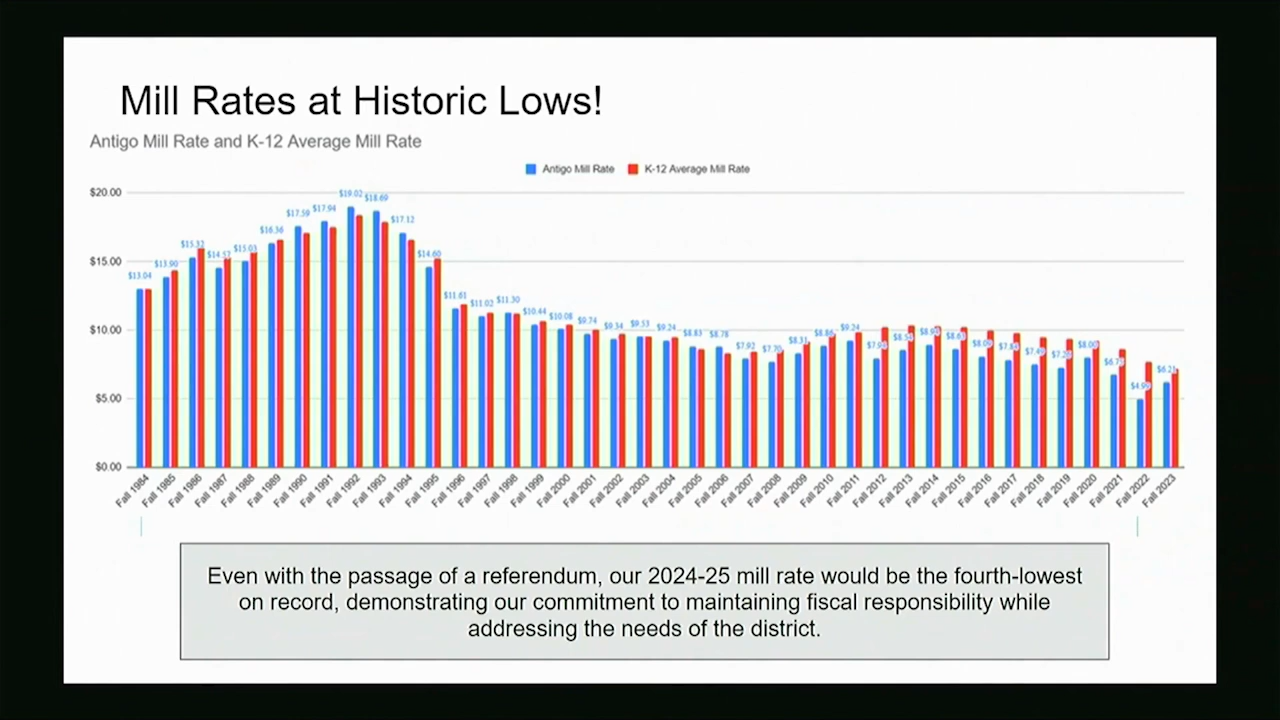 Mill Rates at Historic Lows!
Antigo Mill Rate and K-12 Average Mill Rate
Antigo Mill Rate K-12 Average Mill Rate
$20.00
$15.00
$10.00
$5.00
$0.00
$13.04 $13.90 $15.32 $14.57 $15.03 $16.36 $17.59 $17.94 $19.02 $18.69 $17.12 $14.60 $11.61 $11.02 $11.30 $10.44 $10.08 $9.74 $9.34 $9.53 $9.24 $8.83 $8.78 $7.92 $7.70 $8.31 $8.86 $9.24 $8.00
Fall 1984 Fall 1985 Fall 1986 Fall 1987 Fall 1988 Fall 1989 Fall 1990 Fall 1991 Fall 1992 Fall 1993 Fall 1994 Fall 1995 Fall 1996 Fall 1997 Fall 1998 Fall 1999 Fall 2000 Fall 2001 Fall 2002 Fall 2003 Fall 2004 Fall 2005 Fall 2006 Fall 2007 Fall 2008 Fall 2009 Fall 2010 Fall 2011 Fall 2012 Fall 2013 Fall 2014 Fall 2015 Fall 2016 Fall 2017 Fall 2018 Fall 2019 Fall 2020 Fall 2021 Fall 2022 Fall 2023
Even with the passage of a referendum, our 2024-25 mill rate would be the fourth-lowest
on record, demonstrating our commitment to maintaining fiscal responsibility while
addressing the needs of the district.